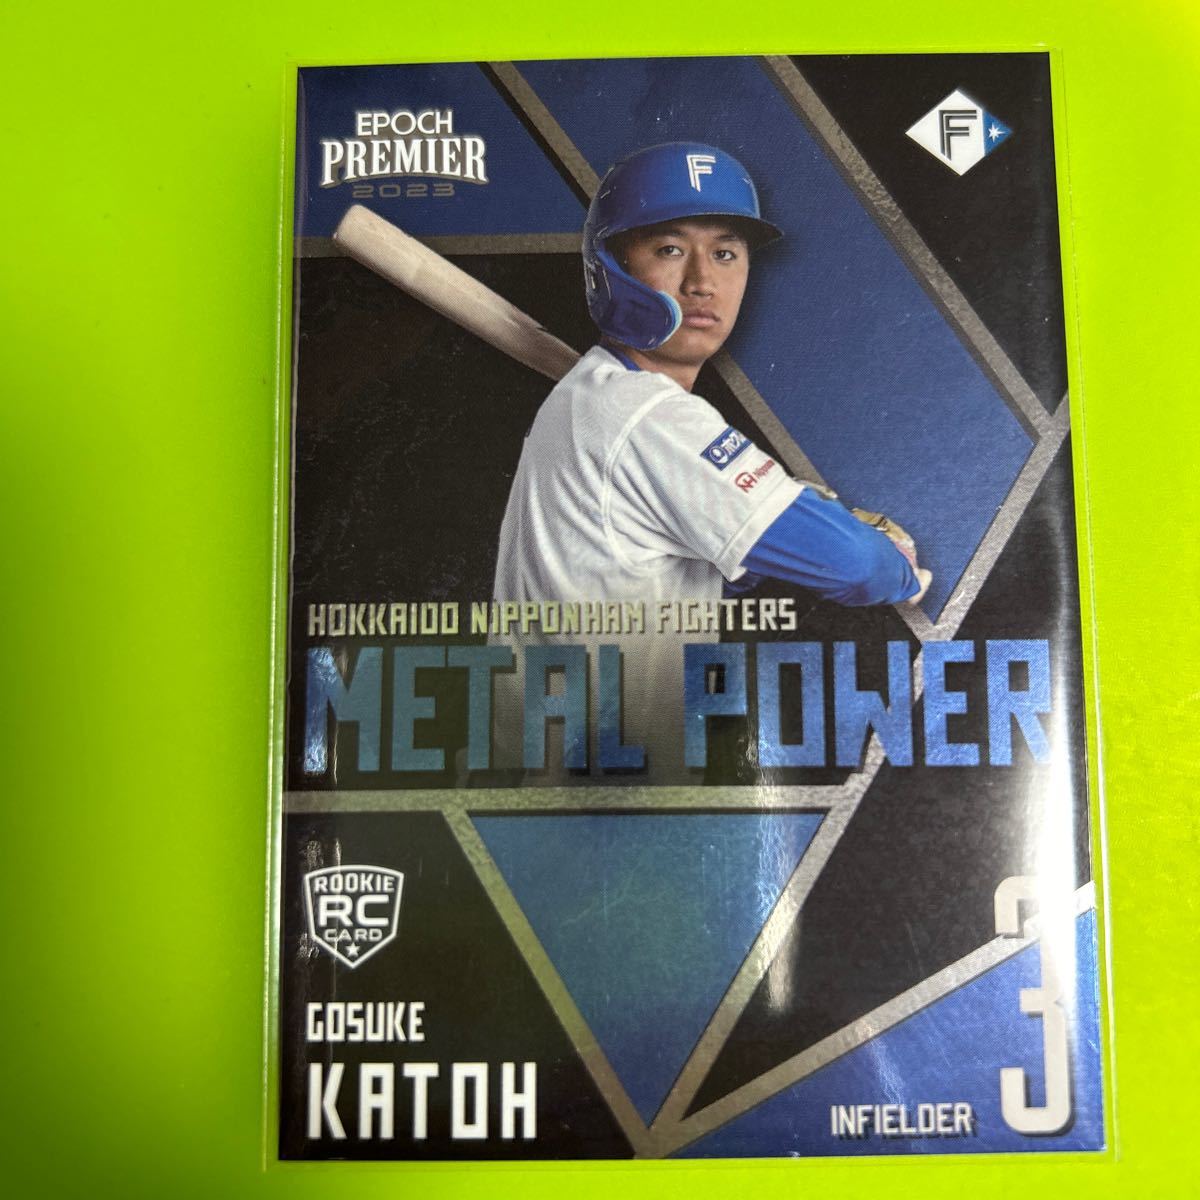 EPOCH
PREMIER
2023
F
F
HOKKAIDO NIPPONHAM FIGHTERS
METAL POWER
ROOKIE
RC
CARD
GOSUKE
KATOH
INFIELDER
3